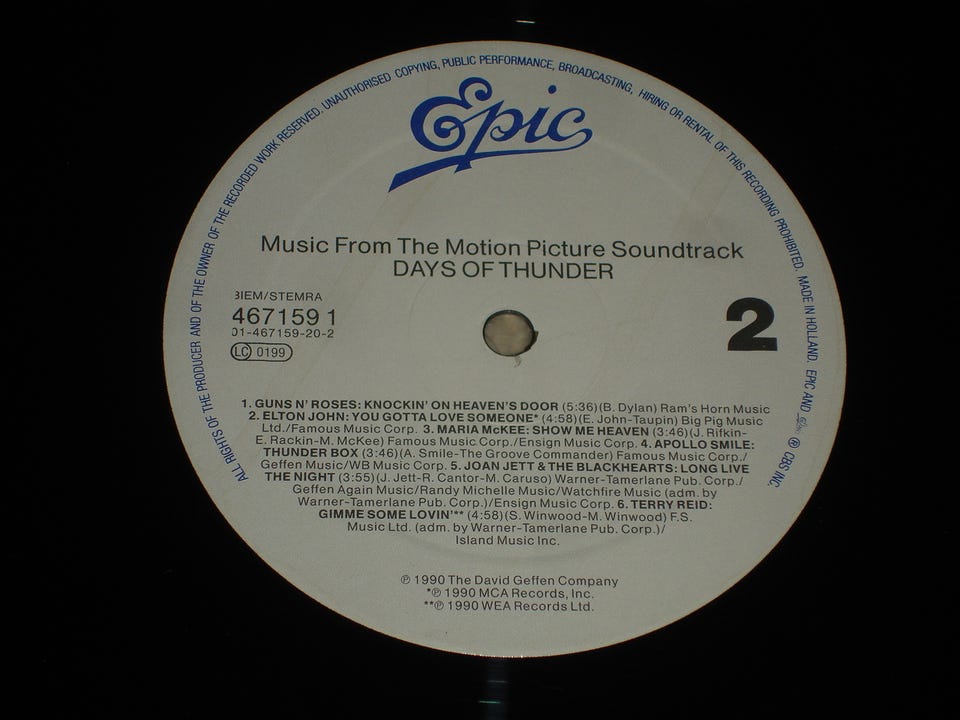 ALL RIGHTS OF THE PRODUCER AND OF THE OWNER OF THE RECORDED WORK RESERVED. UNAUTHORISED COPYING, PUBLIC PERFORMANCE, BROADCASTING, HIRING OR RENTAL OF THIS RECORDING PROHIBITED. MADE IN HOLLAND. EPIC AND ℗ CBS INC.
Epic
Music From The Motion Picture Soundtrack
DAYS OF THUNDER
BIEM/STEMRA
467159 1
01-467159-20-2
LC 0199
2
1. GUNS N' ROSES: KNOCKIN' ON HEAVEN'S DOOR (5:36)(B. Dylan) Ram's Horn Music
2. ELTON JOHN: YOU GOTTA LOVE SOMEONE* (4:58)(E. John-Taupin) Big Pig Music
Ltd./Famous Music Corp. 3. MARIA McKEE: SHOW ME HEAVEN (3:46)(J. Rifkin-
E. Rackin-M. McKee) Famous Music Corp./Ensign Music Corp. 4. APOLLO SMILE:
THUNDER BOX (3:46)(A. Smile-The Groove Commander) Famous Music Corp./
Geffen Music/WB Music Corp. 5. JOAN JETT & THE BLACKHEARTS: LONG LIVE
THE NIGHT (3:55)(J. Jett-R. Cantor-M. Caruso) Warner-Tamerlane Pub. Corp./
Geffen Again Music/Randy Michelle Music/Watchfire Music (adm. by
Warner-Tamerlane Pub. Corp.)/Ensign Music Corp. 6. TERRY REID:
GIMME SOME LOVIN'** (4:58)(S. Winwood-M. Winwood) F.S.
Music Ltd. (adm. by Warner-Tamerlane Pub. Corp.)/
Island Music Inc.
℗ 1990 The David Geffen Company
*℗ 1990 MCA Records, Inc.
**℗ 1990 WEA Records Ltd.